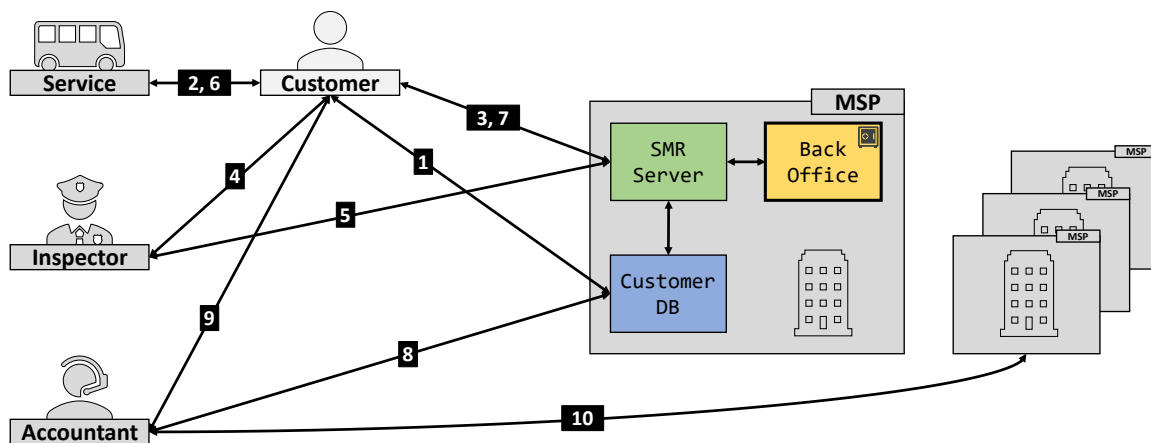 Service
2, 6
Customer
3, 7
MSP
SMR
Server
Back
Office
1
4
5
Inspector
Customer
DB
9
8
Accountant
10
MSP
MSP
MSP